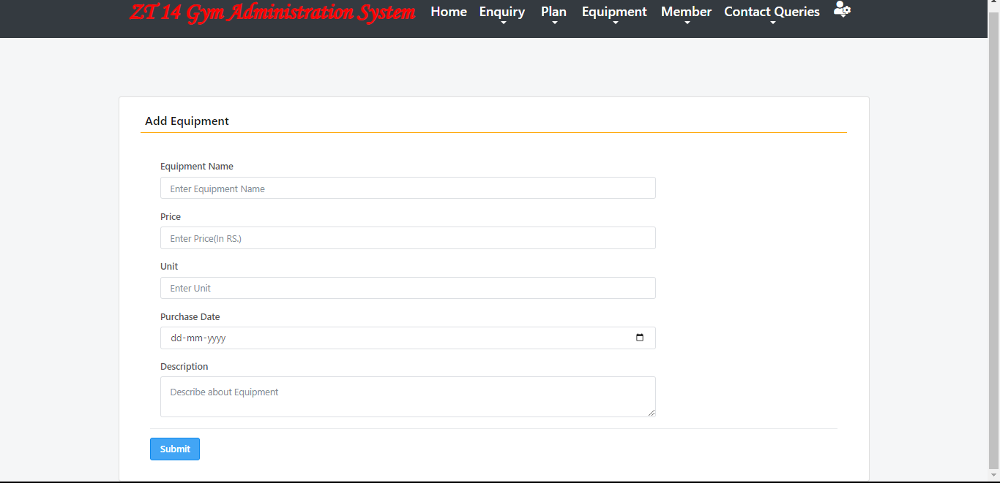 ZT 14 Gym Administration System Home Enquiry Plan Equipment Member Contact Queries
Add Equipment
Equipment Name
Enter Equipment Name
Price
Enter Price(In RS.)
Unit
Enter Unit
Purchase Date
dd-mm-yyyy
Description
Describe about Equipment
Submit